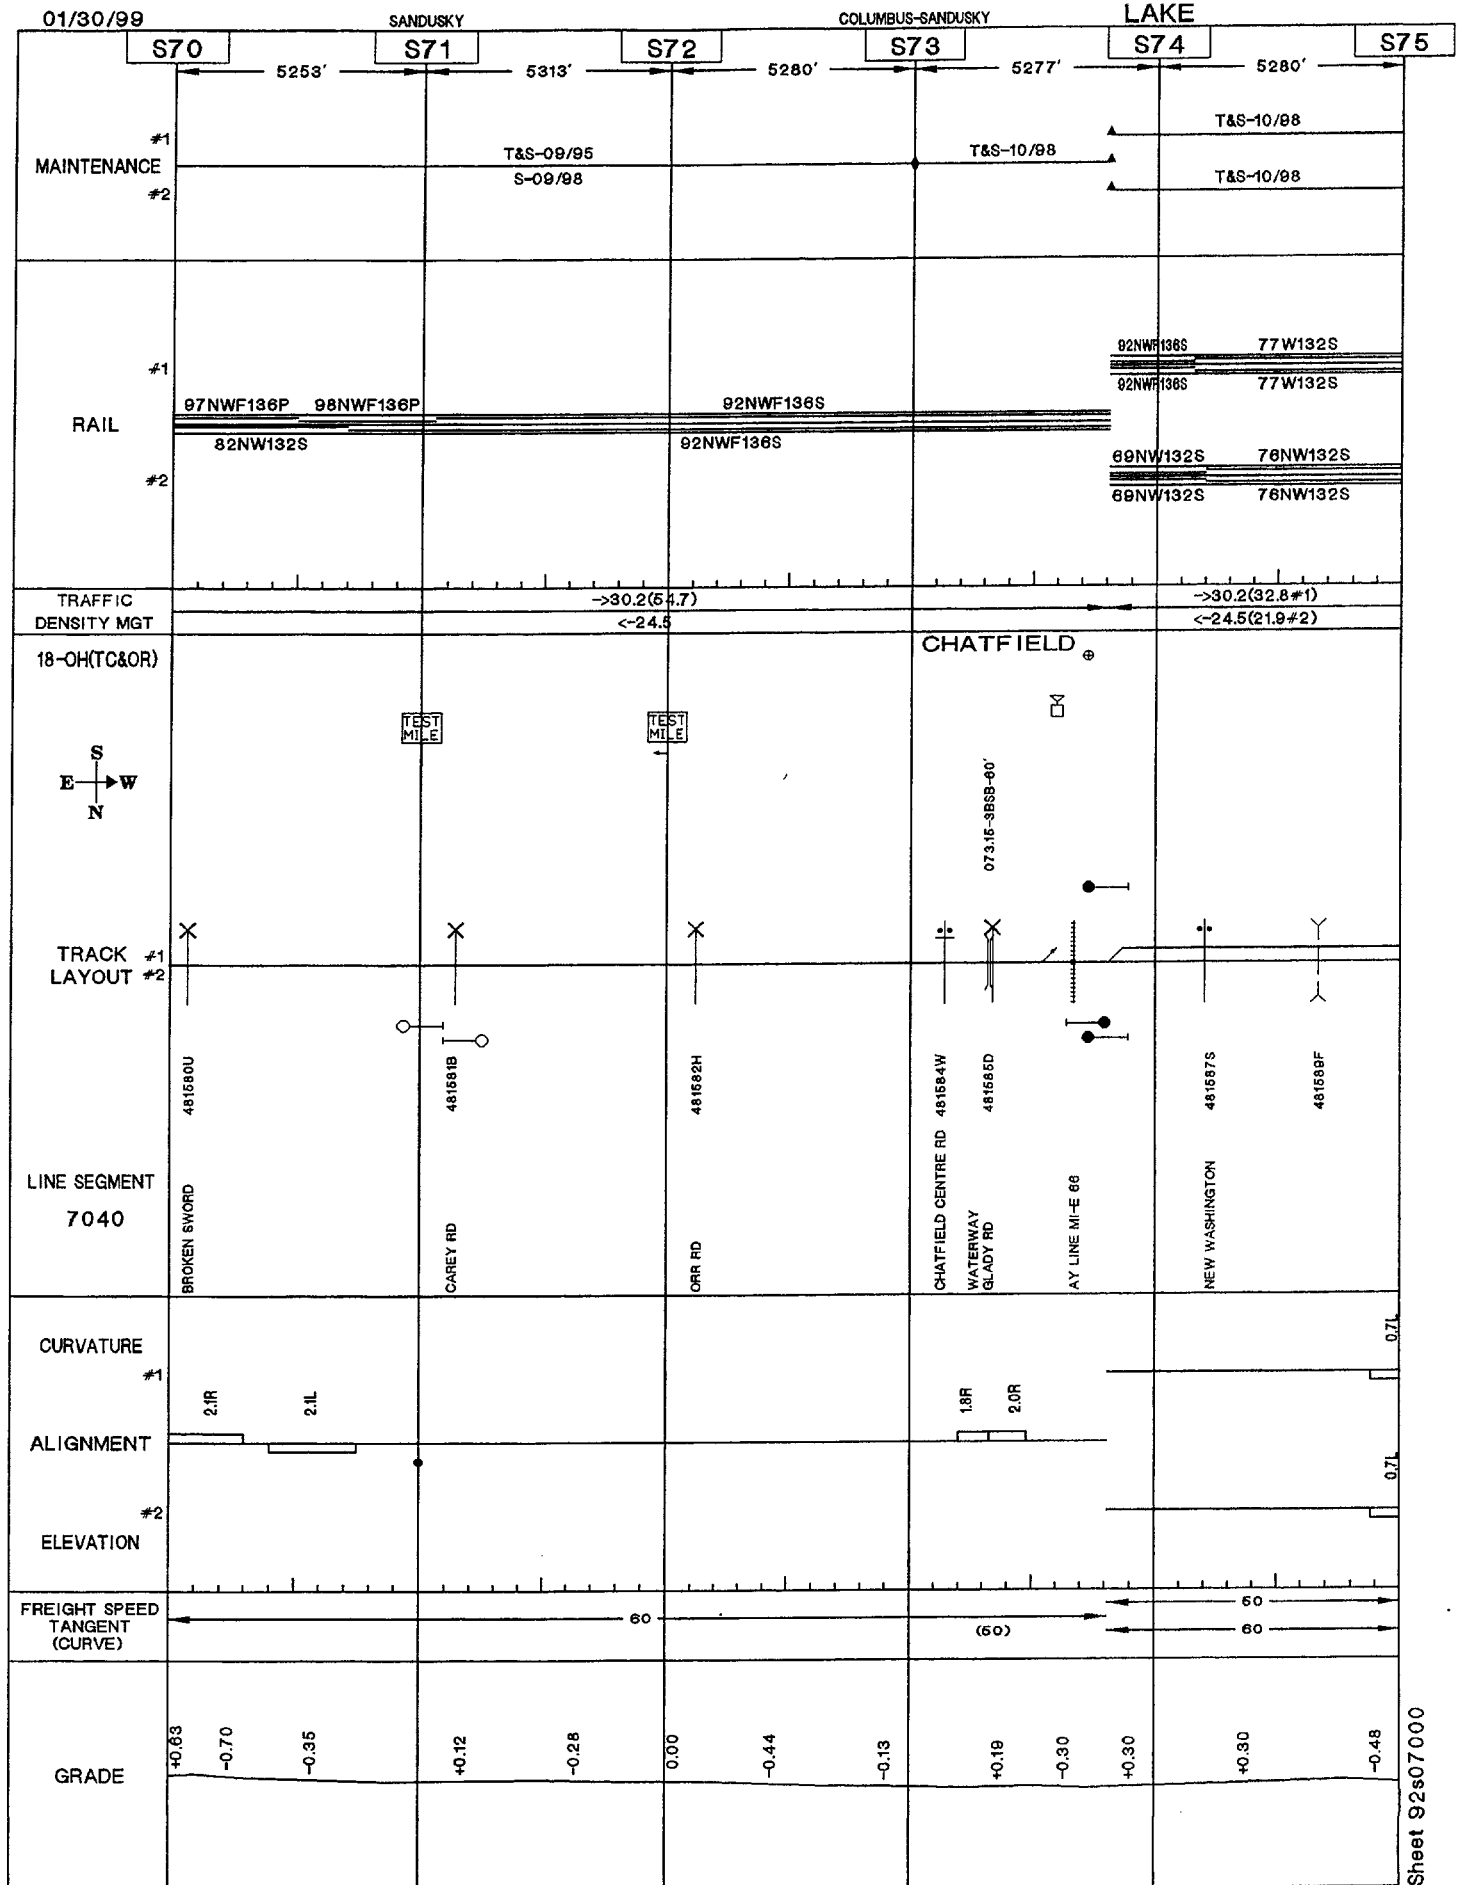 01/30/99 SANDUSKY COLUMBUS-SANDUSKY LAKE
S70 S71 S72 S73 S74 S75
5253' 5313' 5280' 5277' 5280'
#1 T&S-10/98
MAINTENANCE T&S-09/95 T&S-10/98
S-09/98
#2 T&S-10/98
92NWF136S 77W132S
#1
92NWF136S 77W132S
97NWF136P 98NWF136P 92NWF136S
RAIL
82NW132S 92NWF136S
69NW132S 76NW132S
#2
69NW132S 76NW132S
TRAFFIC ->30.2(54.7) ->30.2(32.8#1)
DENSITY MGT <-24.5 <-24.5(21.9#2)
CHATFIELD
18-OH(TC&OR)
TEST MILE
TEST MILE
S
E W
N
073.15-3BSB-60'
TRACK #1
LAYOUT #2
481580U
481581B
481582H
481584W
481585D
481587S
481589F
LINE SEGMENT
7040
BROKEN SWORD
CAREY RD
ORR RD
CHATFIELD CENTRE RD
WATERWAY
GLADY RD
AY LINE MI-E 66
NEW WASHINGTON
CURVATURE
#1
0.7L
2.1R
2.1L
1.8R
2.0R
ALIGNMENT
0.7L
#2
ELEVATION
FREIGHT SPEED
TANGENT
(CURVE)
60 (50) 50
60
+0.63
-0.70
-0.35
+0.12
-0.28
0.00
-0.44
-0.13
+0.19
-0.30
+0.30
+0.30
-0.48
GRADE
Sheet 92s07000